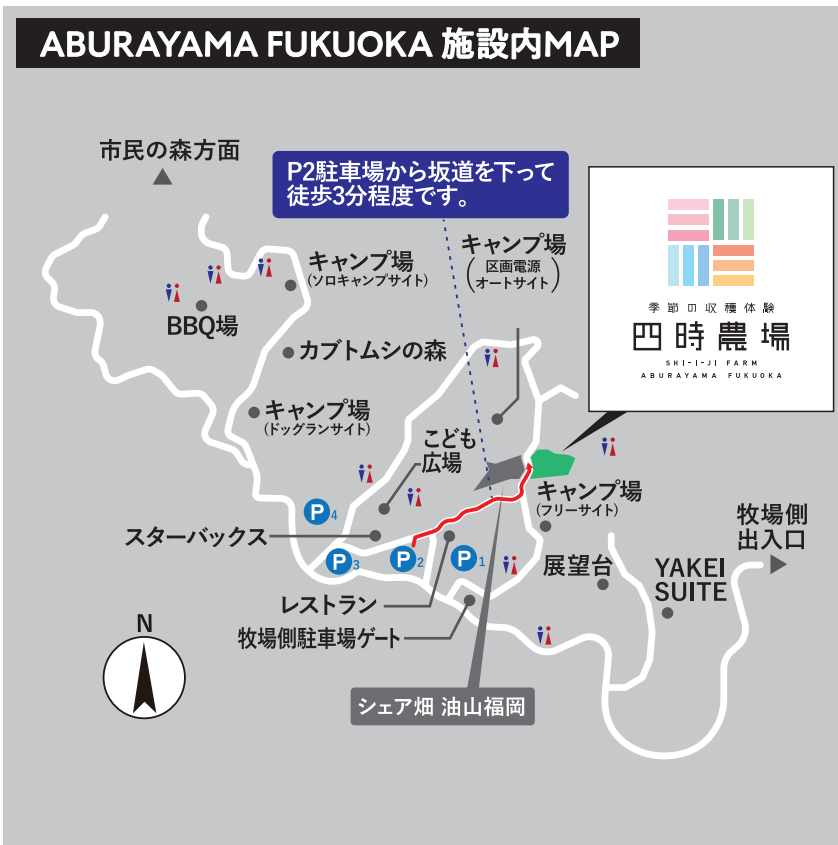 ABURAYAMA FUKUOKA 施設内MAP
市民の森方面
P2駐車場から坂道を下って
徒歩3分程度です。
キャンプ場
(区画電源
オートサイト)
季節の収穫体験
四時農場
SHI-I-JI FARM
ABURAYAMA FUKUOKA
キャンプ場
(ソロキャンプサイト)
BBQ場
カブトムシの森
キャンプ場
(ドッグランサイト)
こども
広場
キャンプ場
(フリーサイト)
P4
スターバックス
P3
P2
P1
牧場側
出入口
展望台
YAKEI
SUITE
レストラン
牧場側駐車場ゲート
N
シェア畑 油山福岡